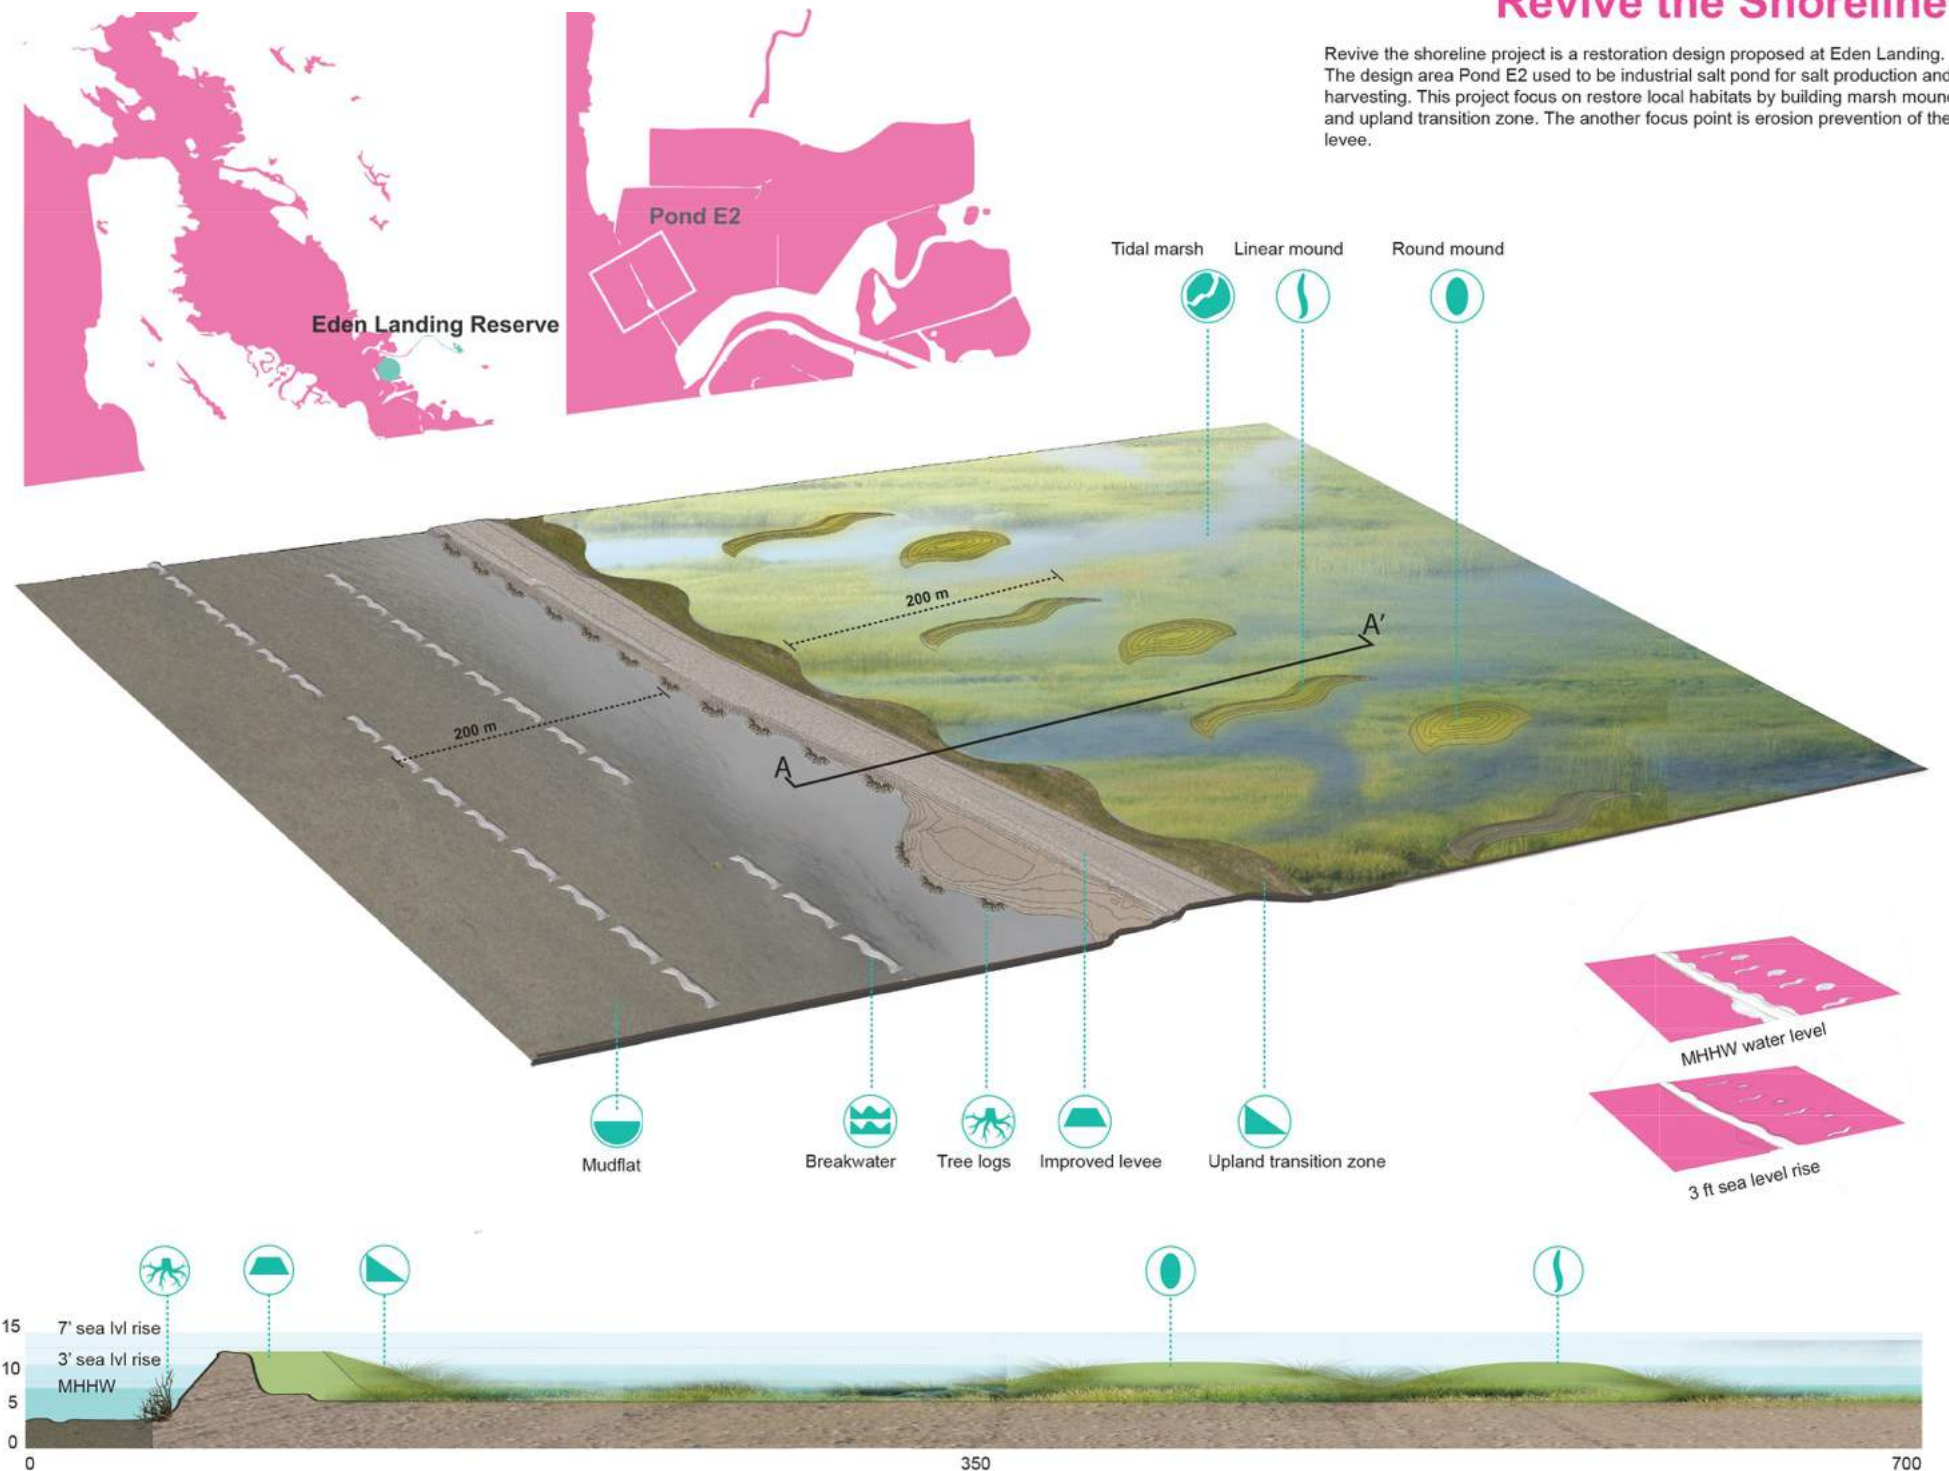 Revive the Shoreline
Revive the shoreline project is a restoration design proposed at Eden Landing.
The design area Pond E2 used to be industrial salt pond for salt production and
harvesting. This project focus on restore local habitats by building marsh moun
and upland transition zone. The another focus point is erosion prevention of the
levee.
Pond E2
Eden Landing Reserve
Tidal marsh
Linear mound
Round mound
200 m
200 m
A'
A
Mudflat
Breakwater
Tree logs
Improved levee
Upland transition zone
MHHW water level
3 ft sea level rise
15
10
5
0
7' sea lvl rise
3' sea lvl rise
MHHW
0
350
700